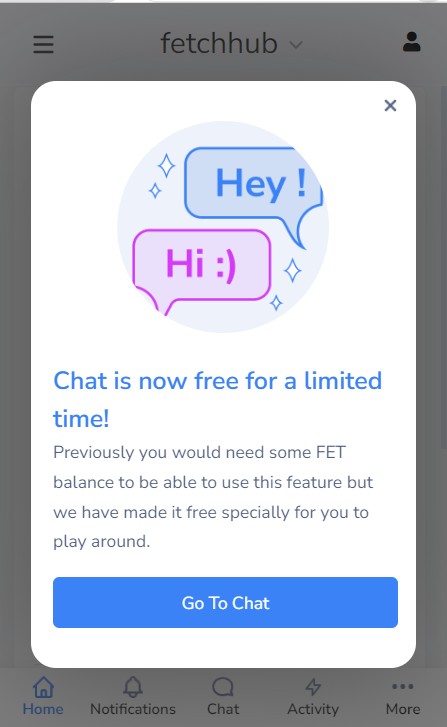 fetchhub
Hey !
Hi :)
Chat is now free for a limited
time!
Previously you would need some FET
balance to be able to use this feature but
we have made it free specially for you to
play around.
Go To Chat
Home Notifications Chat Activity More